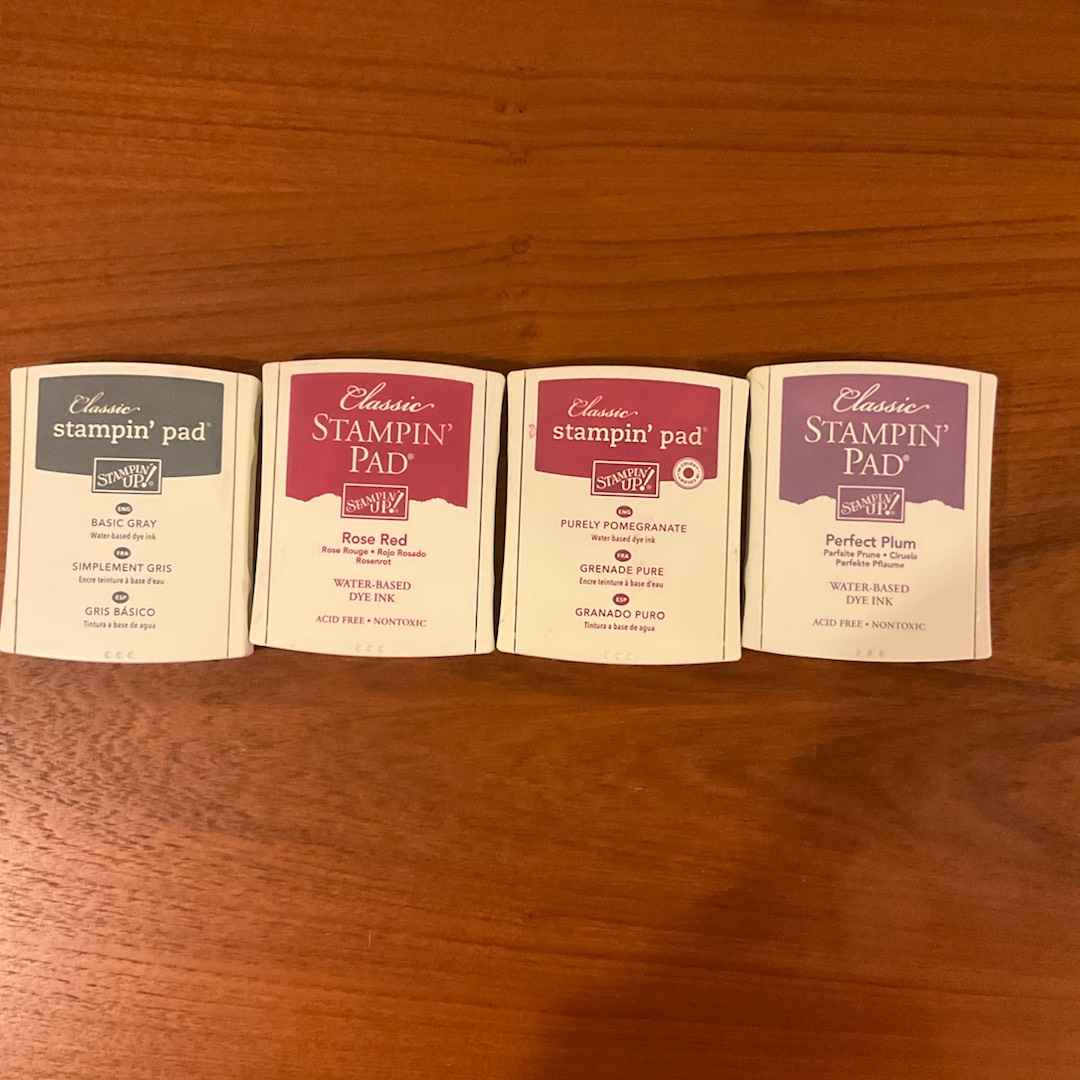 Classic
stampin' pad®
STAMPIN' UP!®
ENG
BASIC GRAY
Water-based dye ink
FRA
SIMPLEMENT GRIS
Encre teinture à base d'eau
ESP
GRIS BÁSICO
Tintura a base de agua
Classic
STAMPIN'
PAD®
STAMPIN' UP!®
Rose Red
Rose Rouge • Rojo Rosado
Rosenrot
WATER-BASED
DYE INK
ACID FREE • NONTOXIC
Classic
stampin' pad®
STAMPIN' UP!®
ENG
PURELY POMEGRANATE
Water-based dye ink
FRA
GRENADE PURE
Encre teinture à base d'eau
ESP
GRANADO PURO
Tintura a base de agua
Classic
STAMPIN'
PAD®
STAMPIN' UP!®
Perfect Plum
Parfaite Prune • Ciruela
Perfekte Pflaume
WATER-BASED
DYE INK
ACID FREE • NONTOXIC